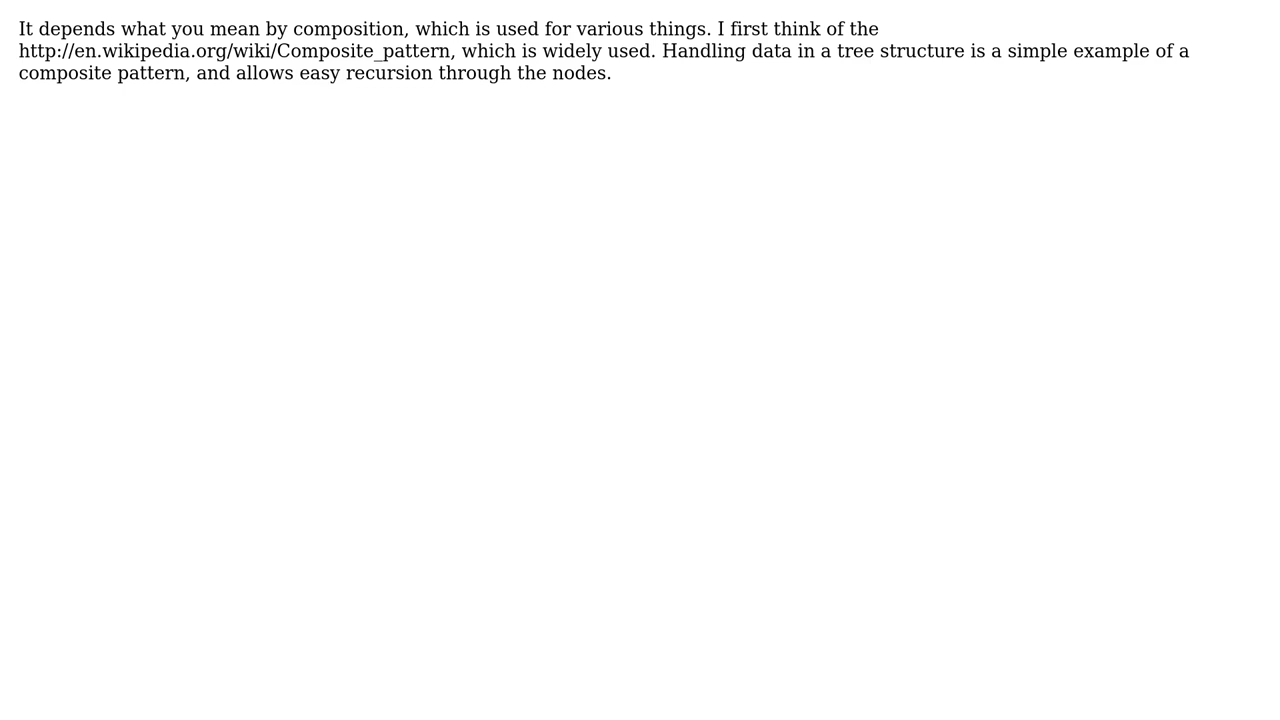 It depends what you mean by composition, which is used for various things. I first think of the
http://en.wikipedia.org/wiki/Composite_pattern, which is widely used. Handling data in a tree structure is a simple example of a
composite pattern, and allows easy recursion through the nodes.